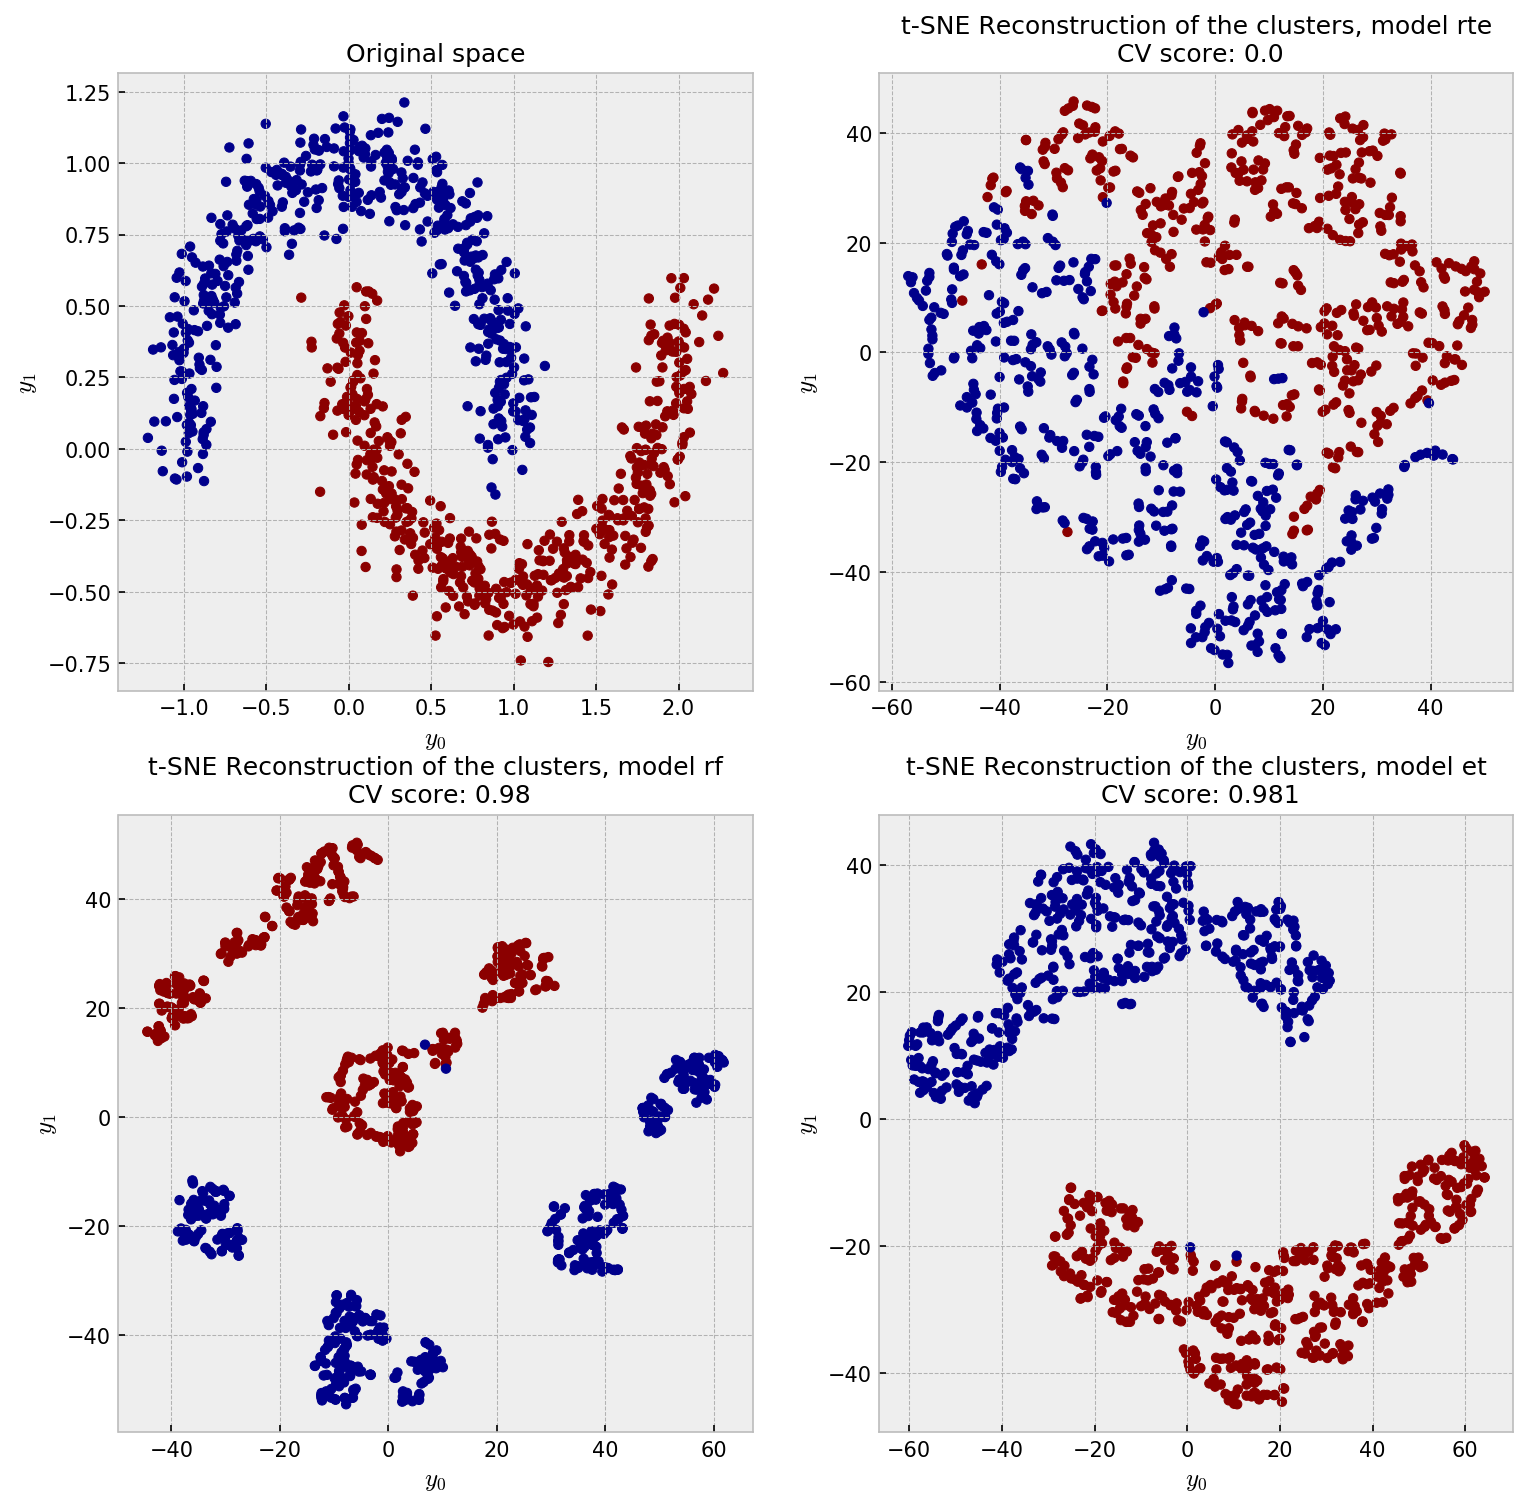 Original space
1.25
1.00
0.75
0.50
0.25
0.00
−0.25
−0.50
−0.75
y₁
−1.0 −0.5 0.0 0.5 1.0 1.5 2.0
y₀
t-SNE Reconstruction of the clusters, model rte
CV score: 0.0
40
20
0
−20
−40
−60
y₁
−60 −40 −20 0 20 40
y₀
t-SNE Reconstruction of the clusters, model rf
CV score: 0.98
40
20
0
−20
−40
y₁
−40 −20 0 20 40 60
y₀
t-SNE Reconstruction of the clusters, model et
CV score: 0.981
40
20
0
−20
−40
y₁
−60 −40 −20 0 20 40 60
y₀